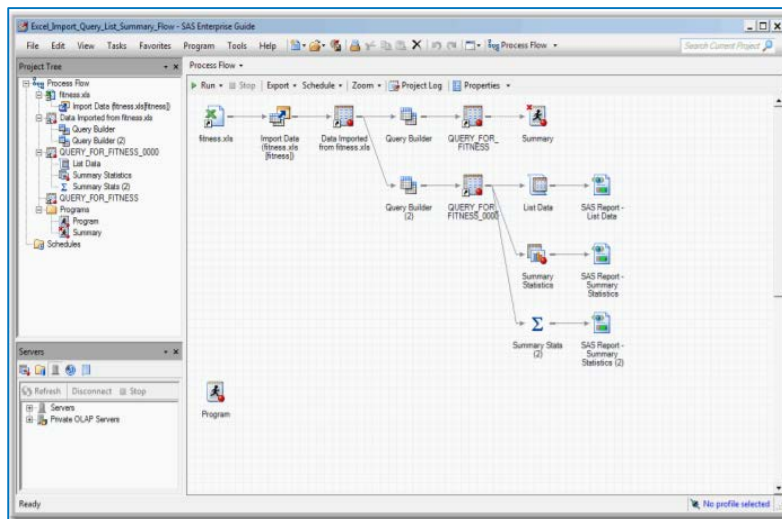 Excel_Import_Query_List_Summary_Flow - SAS Enterprise Guide
File Edit View Tasks Favorites Program Tools Help Process Flow Search Current Project
Project Tree
Process Flow
fitness.xls
Import Data (fitness.xls[fitness])
Data Imported from fitness.xls
Query Builder
Query Builder (2)
QUERY_FOR_FITNESS_0000
List Data
Summary Statistics
Summary Stats (2)
QUERY_FOR_FITNESS
Programs
Program
Summary
Schedules
Servers
Refresh Disconnect Stop
Servers
Private OLAP Servers
Process Flow
Run Stop Export Schedule Zoom Project Log Properties
fitness.xls
Import Data
(fitness.xls
[fitness])
Data Imported
from fitness.xls
Query Builder
QUERY_FOR_
FITNESS
Summary
Query Builder
(2)
QUERY_FOR_
FITNESS_0000
List Data
SAS Report -
List Data
Summary
Statistics
SAS Report -
Summary
Statistics
Summary Stats
(2)
SAS Report -
Summary
Statistics (2)
Program
Ready
No profile selected